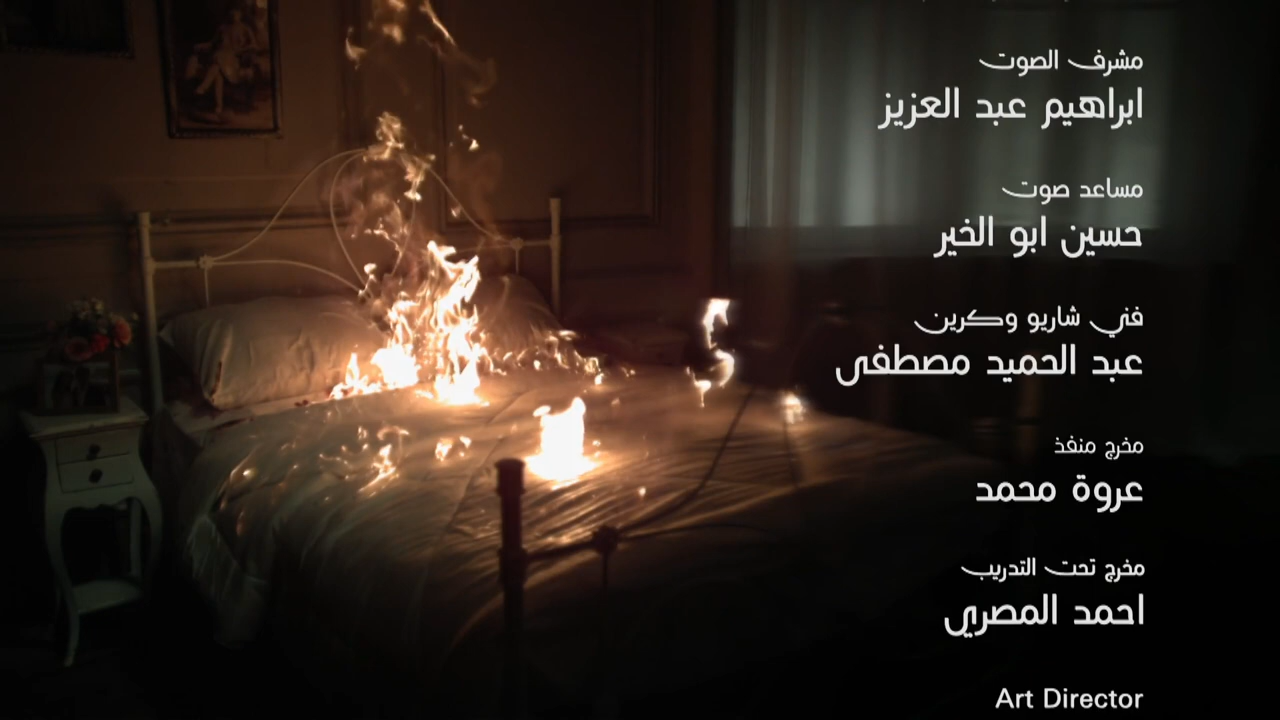 مشرف الصوت
ابراهيم عبد العزيز
مساعد صوت
حسين ابو الخير
فني شاريو وكرين
عبد الحميد مصطفى
مخرج منفذ
عروة محمد
مخرج تحت التدريب
احمد المصري
Art Director